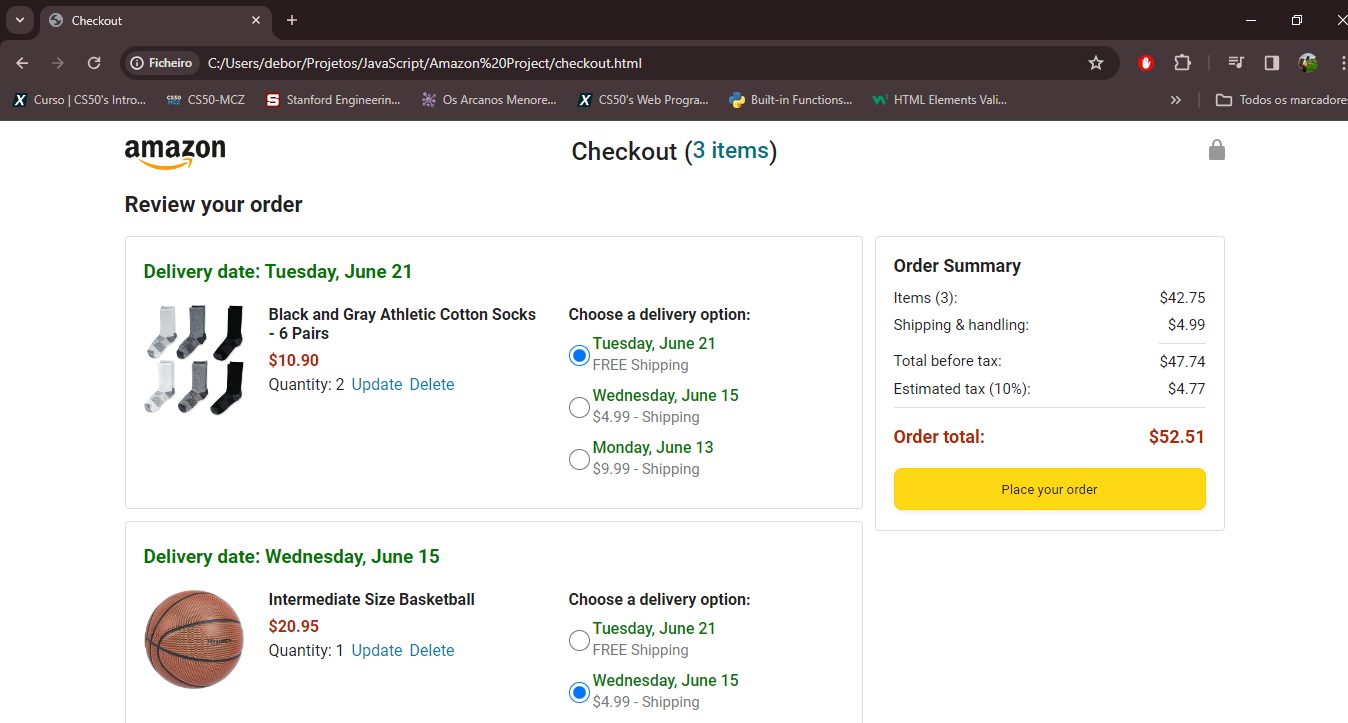 Checkout
Ficheiro
C:/Users/debor/Projetos/JavaScript/Amazon%20Project/checkout.html
Curso | CS50's Intro...
CS50-MCZ
Stanford Engineerin...
Os Arcanos Menore...
CS50's Web Progra...
Built-in Functions...
HTML Elements Vali...
Todos os marcadores
amazon
Checkout (3 items)
Review your order
Delivery date: Tuesday, June 21
Black and Gray Athletic Cotton Socks
- 6 Pairs
$10.90
Quantity: 2 Update Delete
Choose a delivery option:
Tuesday, June 21
FREE Shipping
Wednesday, June 15
$4.99 - Shipping
Monday, June 13
$9.99 - Shipping
Order Summary
Items (3): $42.75
Shipping & handling: $4.99
Total before tax: $47.74
Estimated tax (10%): $4.77
Order total: $52.51
Place your order
Delivery date: Wednesday, June 15
Intermediate Size Basketball
$20.95
Quantity: 1 Update Delete
Choose a delivery option:
Tuesday, June 21
FREE Shipping
Wednesday, June 15
$4.99 - Shipping